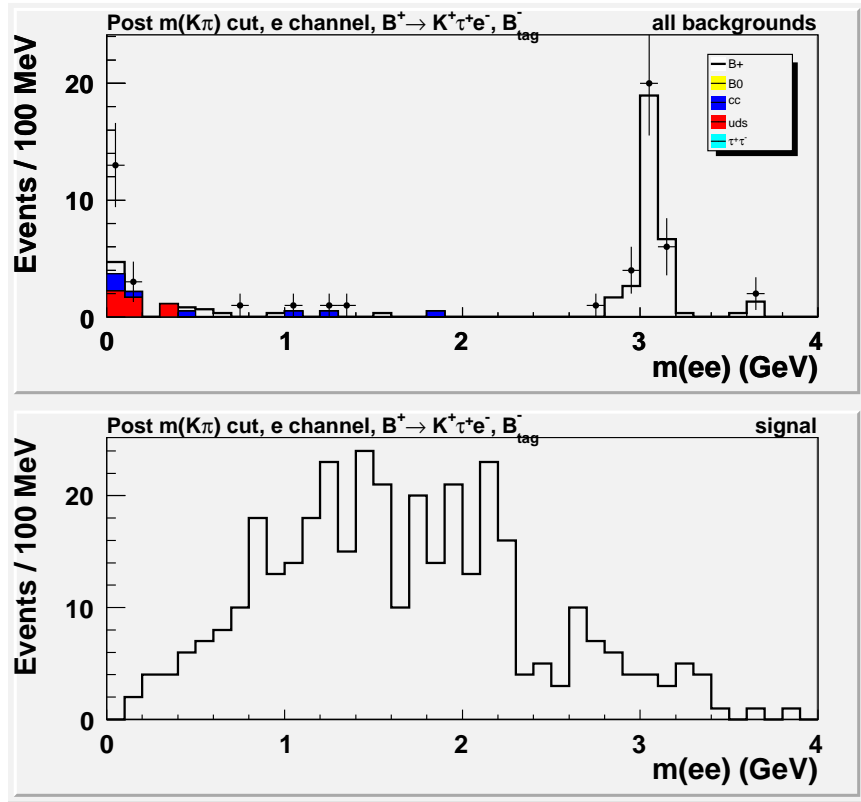 Post m(Kπ) cut, e channel, B⁺→ K⁺τ⁺e⁻, B⁻tag all backgrounds
Events / 100 MeV
20
10
0
B+
B0
cc
uds
τ⁺τ⁻
0 1 2 3 4
m(ee) (GeV)
Post m(Kπ) cut, e channel, B⁺→ K⁺τ⁺e⁻, B⁻tag signal
Events / 100 MeV
20
10
0
0 1 2 3 4
m(ee) (GeV)